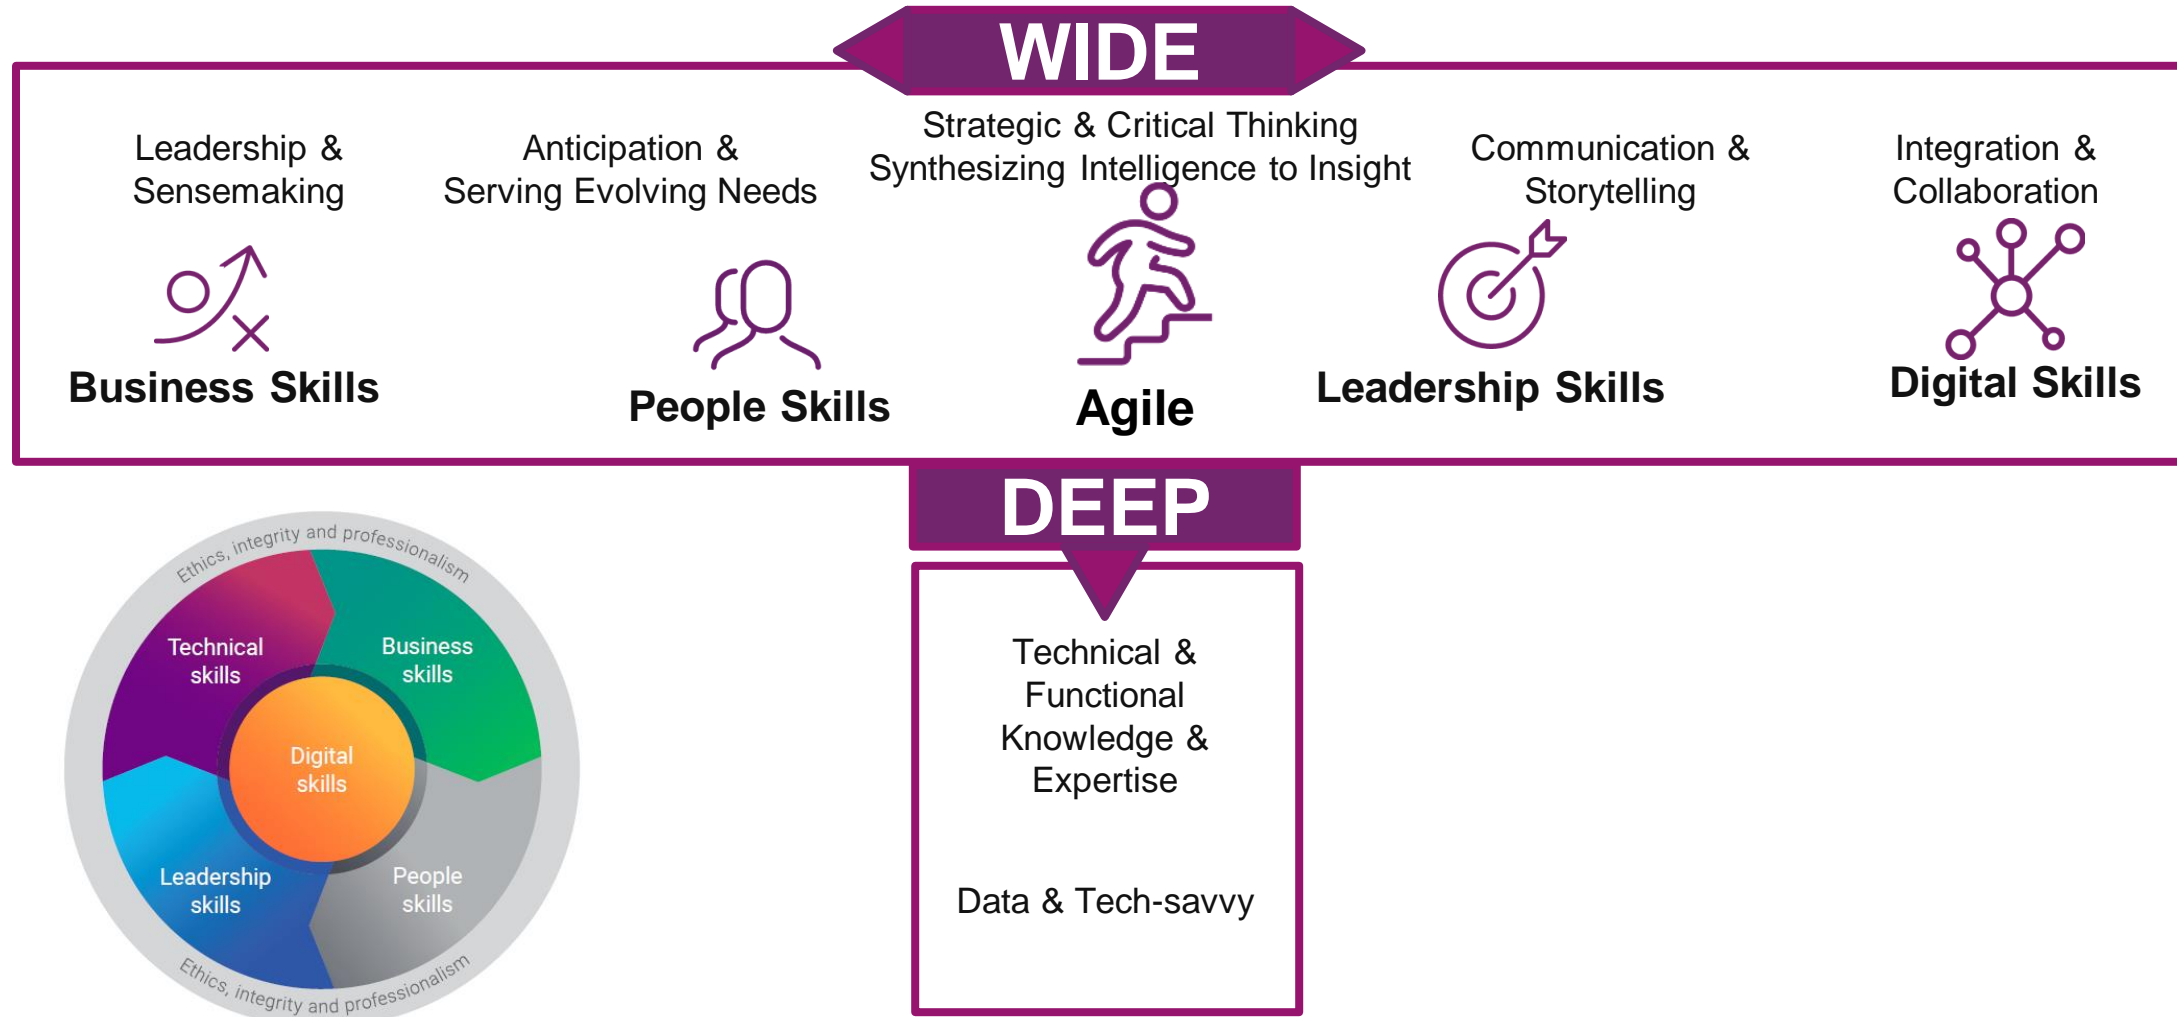 WIDE
Leadership &
Sensemaking
Anticipation &
Serving Evolving Needs
Strategic & Critical Thinking
Synthesizing Intelligence to Insight
Communication &
Storytelling
Integration &
Collaboration
Business Skills
People Skills
Agile
Leadership Skills
Digital Skills
DEEP
Technical &
Functional
Knowledge &
Expertise
Data & Tech-savvy
Ethics, integrity and professionalism
Technical
skills
Business
skills
Digital
skills
Leadership
skills
People
skills
Ethics, integrity and professionalism